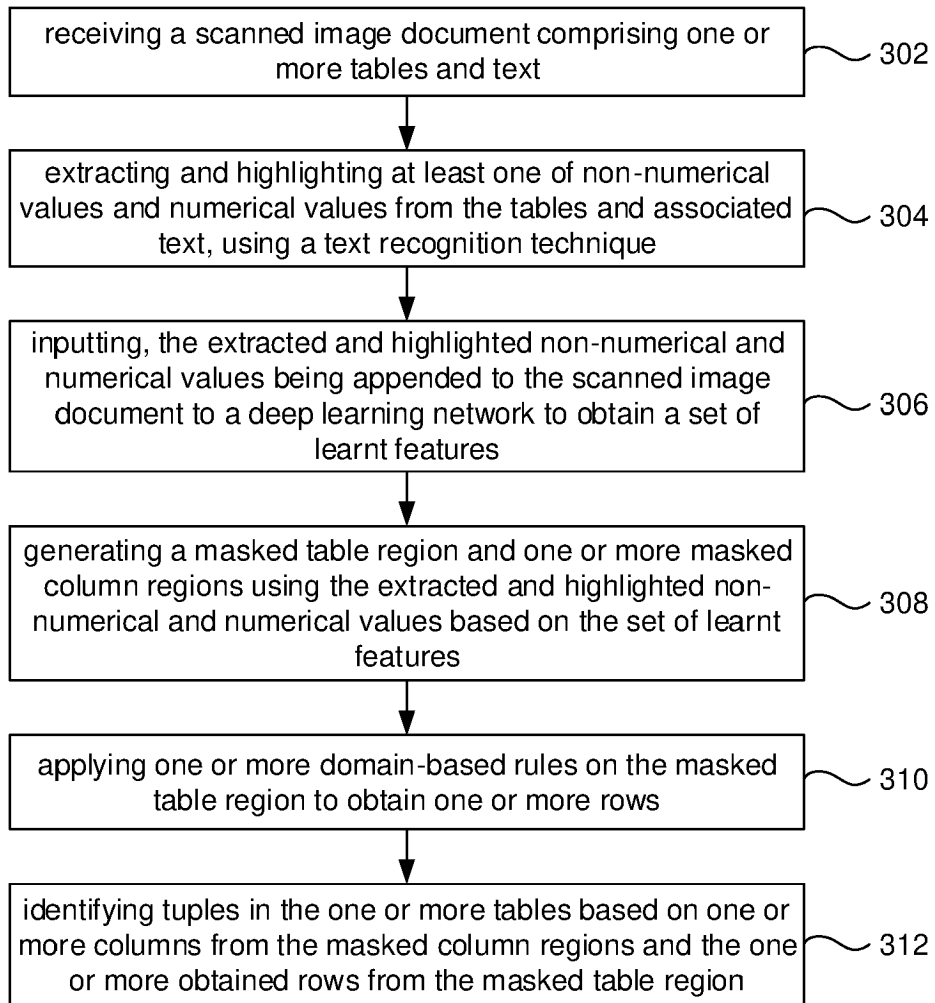 receiving a scanned image document comprising one or
more tables and text
302
extracting and highlighting at least one of non-numerical
values and numerical values from the tables and associated
text, using a text recognition technique
304
inputting, the extracted and highlighted non-numerical and
numerical values being appended to the scanned image
document to a deep learning network to obtain a set of
learnt features
306
generating a masked table region and one or more masked
column regions using the extracted and highlighted non-
numerical and numerical values based on the set of learnt
features
308
applying one or more domain-based rules on the masked
table region to obtain one or more rows
310
identifying tuples in the one or more tables based on one or
more columns from the masked column regions and the one
or more obtained rows from the masked table region
312